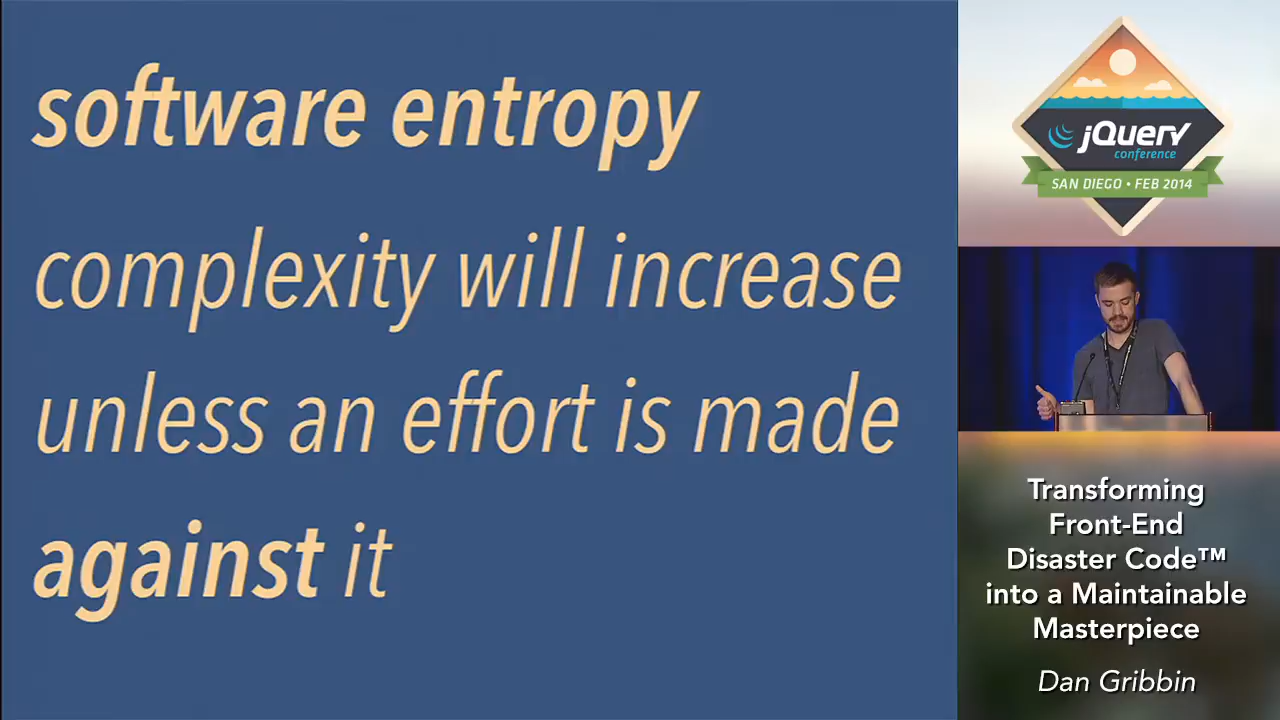 software entropy
complexity will increase
unless an effort is made
against it
jQuery
conference
SAN DIEGO • FEB 2014
Transforming
Front-End
Disaster Code™
into a Maintainable
Masterpiece
Dan Gribbin